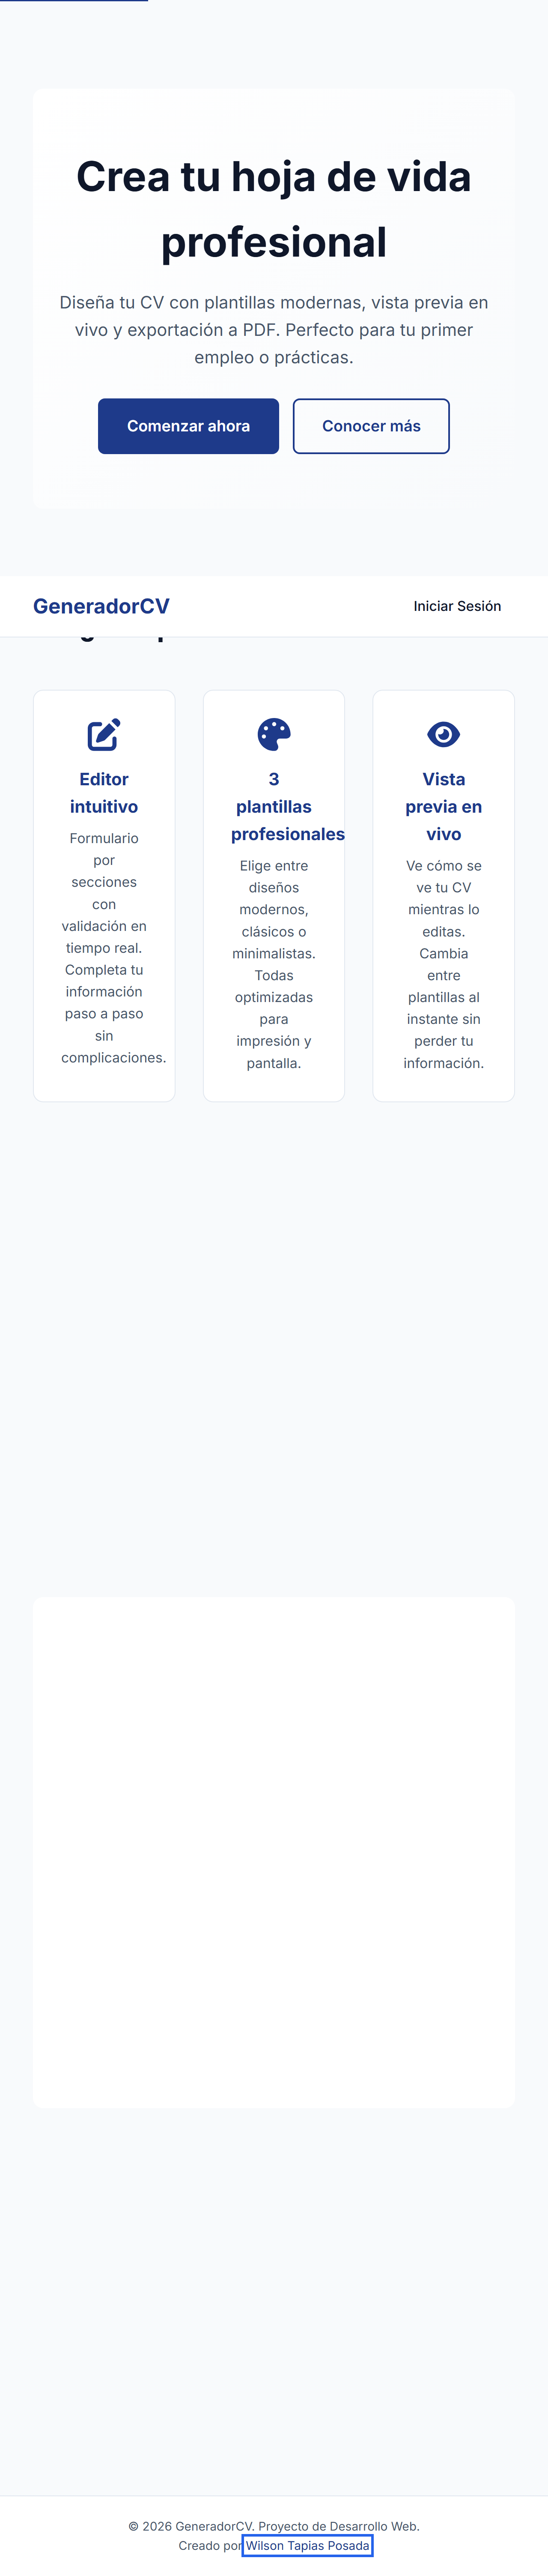 Crea tu hoja de vida
profesional
Diseña tu CV con plantillas modernas, vista previa en
vivo y exportación a PDF. Perfecto para tu primer
empleo o prácticas.
Comenzar ahora
Conocer más
GeneradorCV
Iniciar Sesión
Editor
intuitivo
Formulario
por
secciones
con
validación en
tiempo real.
Completa tu
información
paso a paso
sin
complicaciones.
3
plantillas
profesionales
Elige entre
diseños
modernos,
clásicos o
minimalistas.
Todas
optimizadas
para
impresión y
pantalla.
Vista
previa en
vivo
Ve cómo se
ve tu CV
mientras lo
editas.
Cambia
entre
plantillas al
instante sin
perder tu
información.
© 2026 GeneradorCV. Proyecto de Desarrollo Web.
Creado por Wilson Tapias Posada